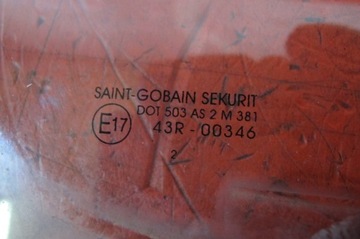 SAINT-GOBAIN SEKURIT
DOT 503 AS 2 M 381
E17 43R - 00346
2